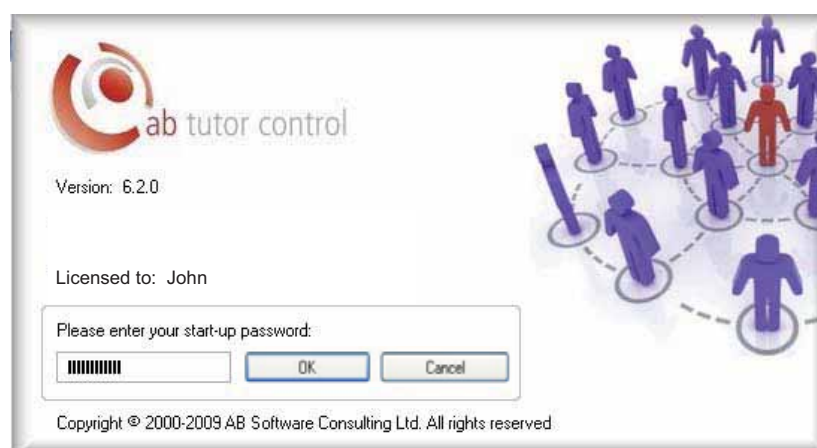 ab tutor control
Version: 6.2.0
Licensed to: John
Please enter your start-up password:
OK
Cancel
Copyright © 2000-2009 AB Software Consulting Ltd. All rights reserved